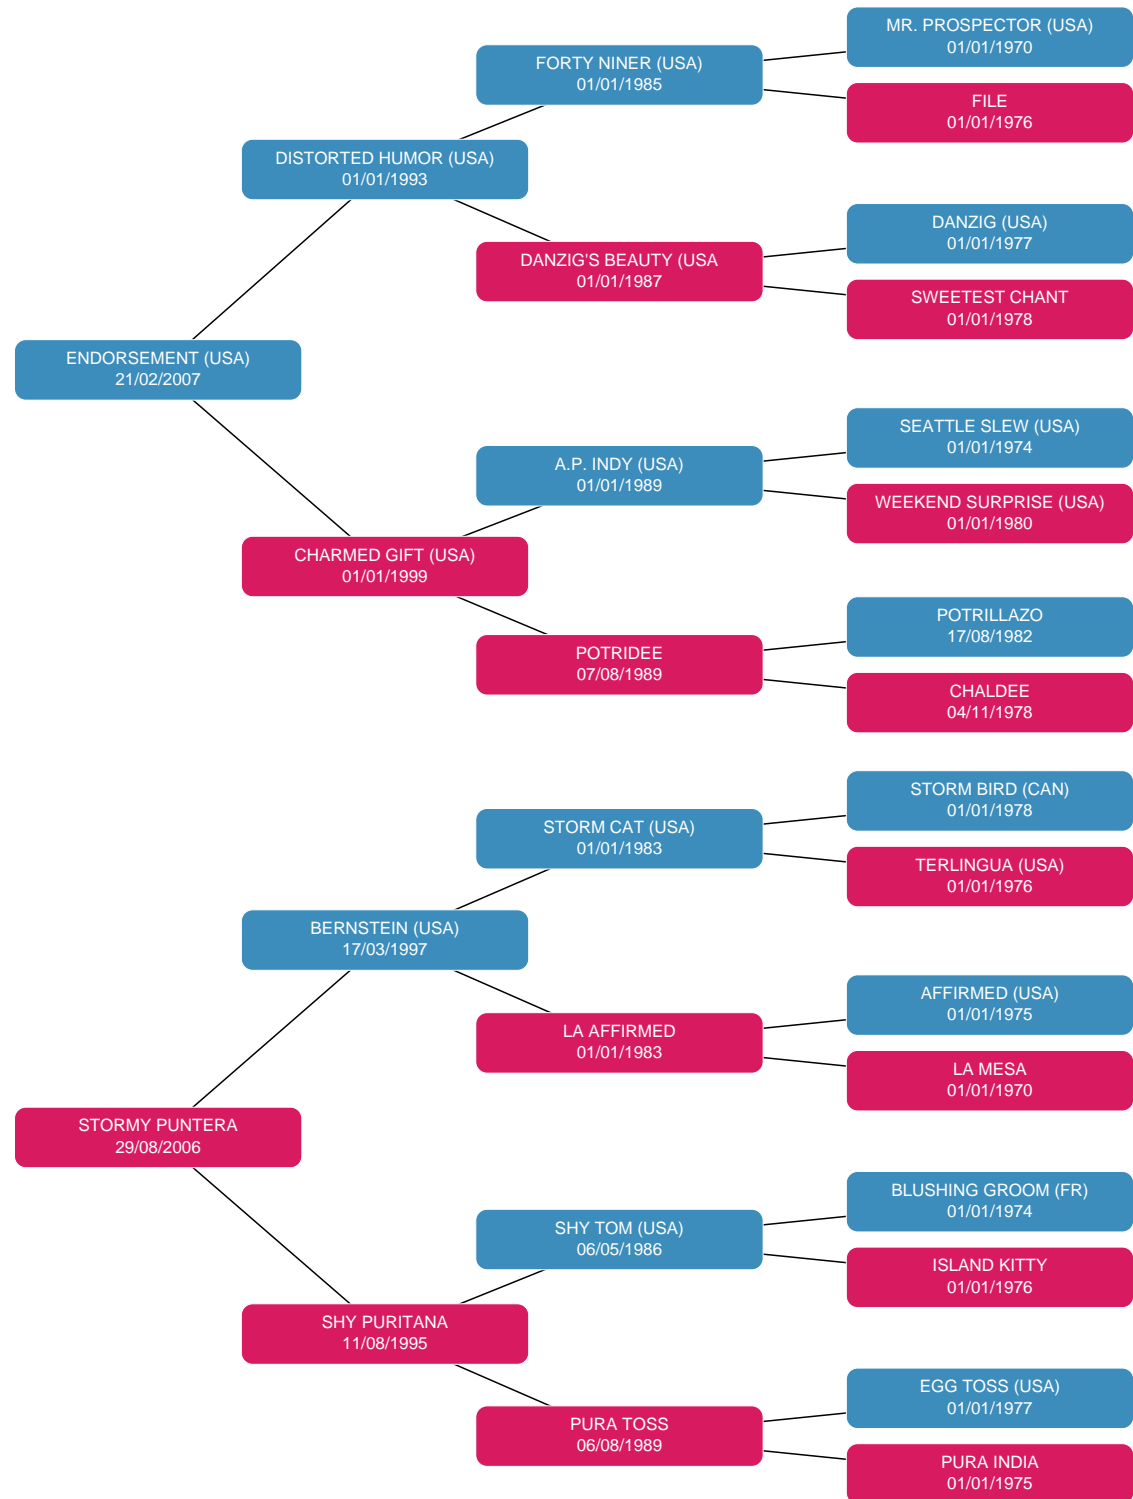 MR. PROSPECTOR (USA)
01/01/1970
FORTY NINER (USA)
01/01/1985
FILE
01/01/1976
DISTORTED HUMOR (USA)
01/01/1993
DANZIG (USA)
01/01/1977
DANZIG'S BEAUTY (USA
01/01/1987
SWEETEST CHANT
01/01/1978
ENDORSEMENT (USA)
21/02/2007
SEATTLE SLEW (USA)
01/01/1974
A.P. INDY (USA)
01/01/1989
WEEKEND SURPRISE (USA)
01/01/1980
CHARMED GIFT (USA)
01/01/1999
POTRILLAZO
17/08/1982
POTRIDEE
07/08/1989
CHALDEE
04/11/1978
STORM BIRD (CAN)
01/01/1978
STORM CAT (USA)
01/01/1983
TERLINGUA (USA)
01/01/1976
BERNSTEIN (USA)
17/03/1997
AFFIRMED (USA)
01/01/1975
LA AFFIRMED
01/01/1983
LA MESA
01/01/1970
STORMY PUNTERA
29/08/2006
BLUSHING GROOM (FR)
01/01/1974
SHY TOM (USA)
06/05/1986
ISLAND KITTY
01/01/1976
SHY PURITANA
11/08/1995
EGG TOSS (USA)
01/01/1977
PURA TOSS
06/08/1989
PURA INDIA
01/01/1975